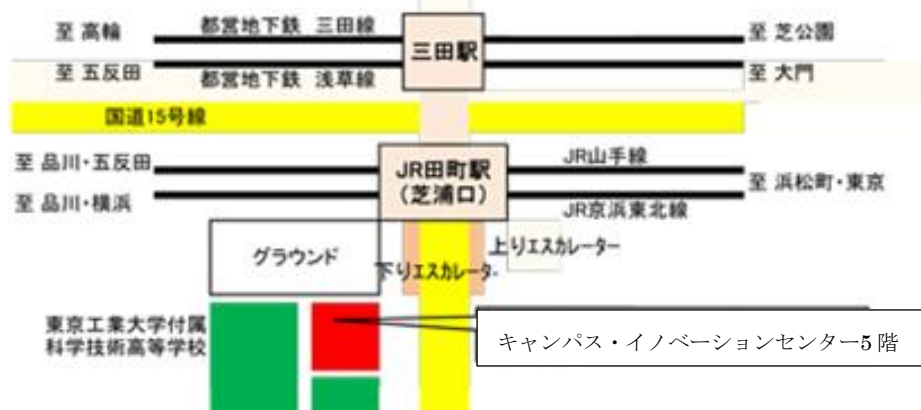 至 高輪
都営地下鉄 三田線
三田駅
至 芝公園
至 五反田
都営地下鉄 浅草線
至 大門
国道15号線
至 品川・五反田
JR田町駅
(芝浦口)
JR山手線
至 浜松町・東京
至 品川・横浜
JR京浜東北線
グラウンド
下りエスカレータ-
上りエスカレーター
東京工業大学付属
科学技術高等学校
キャンパス・イノベーションセンター5 階